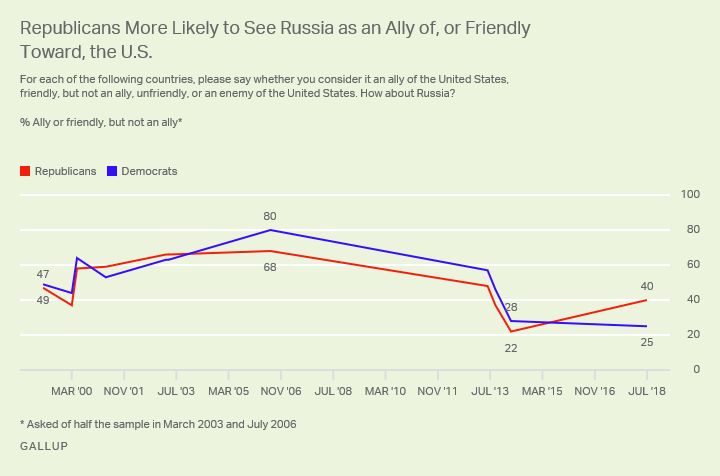 Republicans More Likely to See Russia as an Ally of, or Friendly
Toward, the U.S.
For each of the following countries, please say whether you consider it an ally of the United States,
friendly, but not an ally, unfriendly, or an enemy of the United States. How about Russia?
% Ally or friendly, but not an ally*
Republicans Democrats
100
80
80
60
40
20
0
47
49
68
28
22
40
25
MAR '00 NOV '01 JUL '03 MAR '05 NOV '06 JUL '08 MAR '10 NOV '11 JUL '13 MAR '15 NOV '16 JUL '18
* Asked of half the sample in March 2003 and July 2006
GALLUP